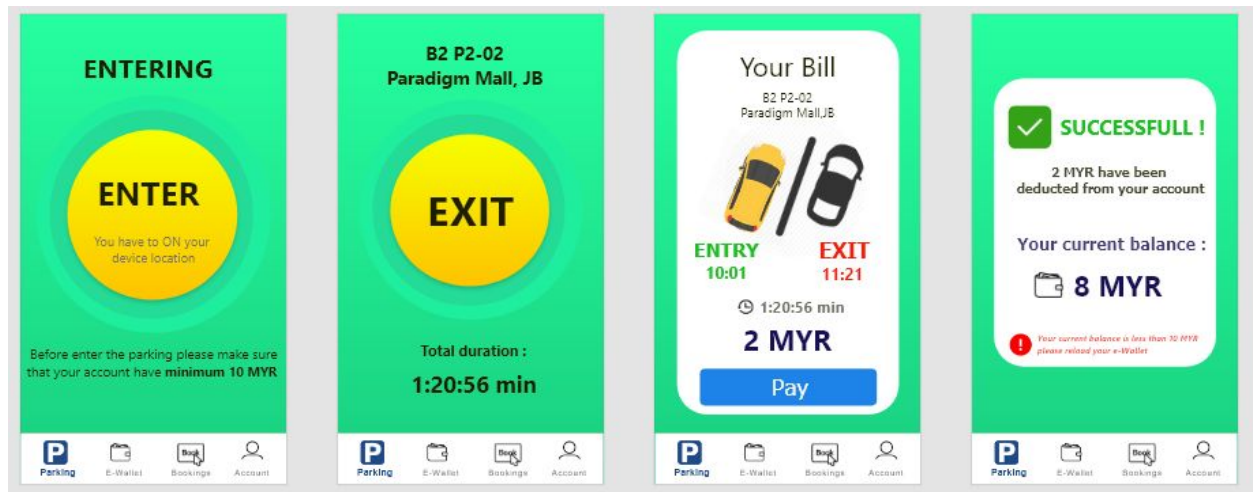 ENTERING
ENTER
You have to ON your
device location
Before enter the parking please make sure
that your account have minimum 10 MYR
P
Parking
E-Wallet
Book
Bookings
Account
B2 P2-02
Paradigm Mall, JB
EXIT
Total duration :
1:20:56 min
P
Parking
E-Wallet
Book
Bookings
Account
Your Bill
B2 P2-02
Paradigm Mall,JB
ENTRY
10:01
EXIT
11:21
1:20:56 min
2 MYR
Pay
P
Parking
E-Wallet
Book
Bookings
Account
SUCCESSFULL !
2 MYR have been
deducted from your account
Your current balance :
8 MYR
Your current balance is less than 10 MYR
please reload your e-Wallet
P
Parking
E-Wallet
Book
Bookings
Account